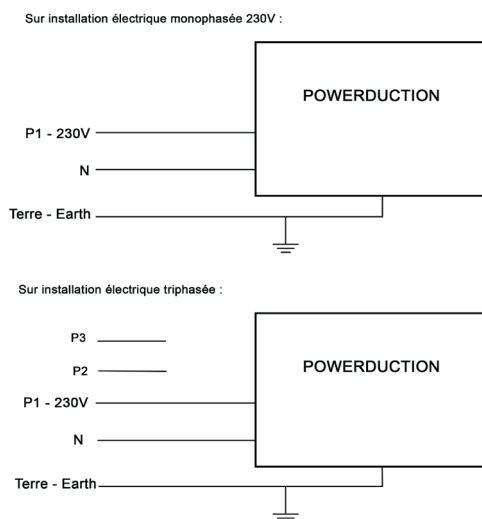 Sur installation électrique monophasée 230V :
POWERDUCTION
P1 - 230V
N
Terre - Earth
Sur installation électrique triphasée :
P3
P2
POWERDUCTION
P1 - 230V
N
Terre - Earth